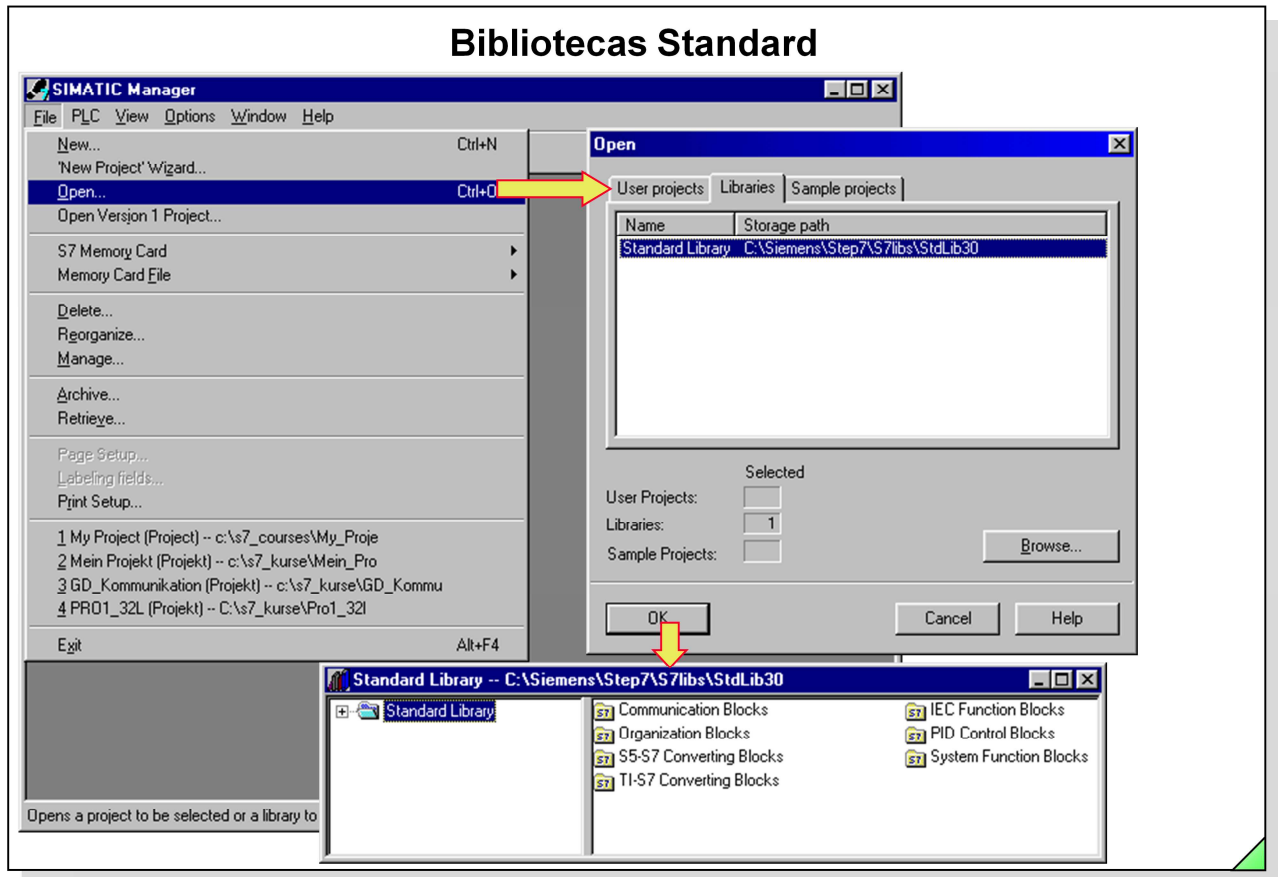 Bibliotecas Standard
SIMATIC Manager
File PLC View Options Window Help
New... Ctrl+N
'New Project' Wizard...
Open... Ctrl+O
Open Version 1 Project...
S7 Memory Card
Memory Card File
Delete...
Reorganize...
Manage...
Archive...
Retrieve...
Page Setup...
Labeling fields...
Print Setup...
1 My Project (Project) -- c:\s7_courses\My_Proje
2 Mein Projekt (Projekt) -- c:\s7_kurse\Mein_Pro
3 GD_Kommunikation (Projekt) -- c:\s7_kurse\GD_Kommu
4 PRO1_32L (Projekt) -- C:\s7_kurse\Pro1_32l
Exit Alt+F4
Opens a project to be selected or a library to
Open
User projects Libraries Sample projects
Name Storage path
Standard Library C:\Siemens\Step7\S7libs\StdLib30
Selected
User Projects:
Libraries: 1
Sample Projects:
Browse...
OK Cancel Help
Standard Library -- C:\Siemens\Step7\S7libs\StdLib30
Standard Library
Communication Blocks
Organization Blocks
S5-S7 Converting Blocks
TI-S7 Converting Blocks
IEC Function Blocks
PID Control Blocks
System Function Blocks